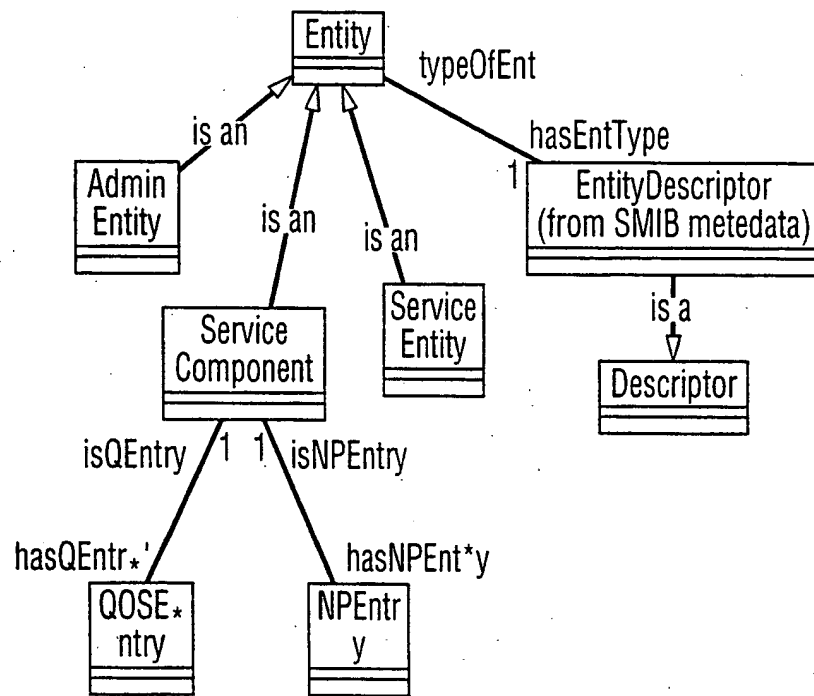 Entity
typeOfEnt
is an
hasEntType
1
Admin
Entity
EntityDescriptor
(from SMIB metedata)
is an
is an
is a
Service
Component
Service
Entity
Descriptor
isQEntry
1
1
isNPEntry
hasQEntr*'
hasNPEnt*y
QOSE*
ntry
NPEntr
y